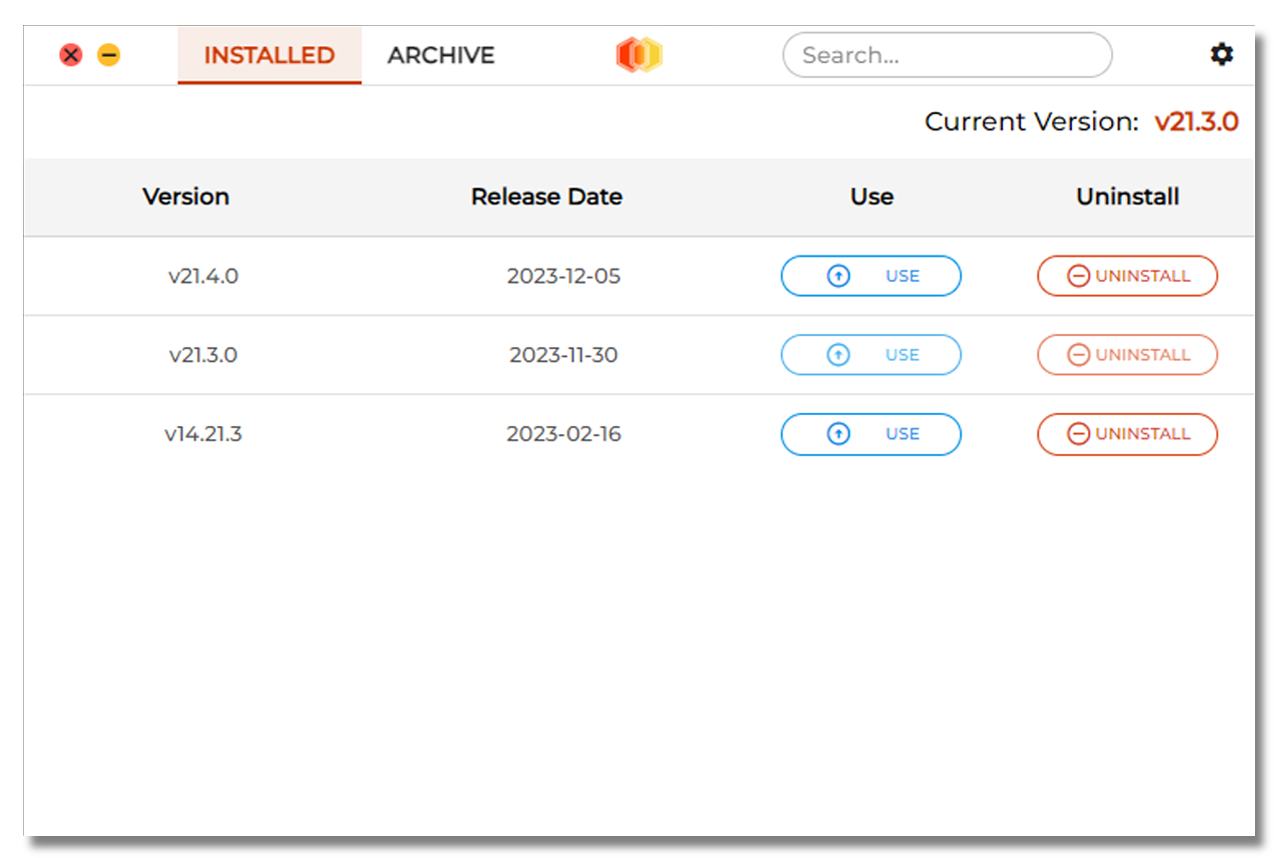 INSTALLED ARCHIVE Search...
Current Version: v21.3.0
Version Release Date Use Uninstall
v21.4.0 2023-12-05 USE UNINSTALL
v21.3.0 2023-11-30 USE UNINSTALL
v14.21.3 2023-02-16 USE UNINSTALL